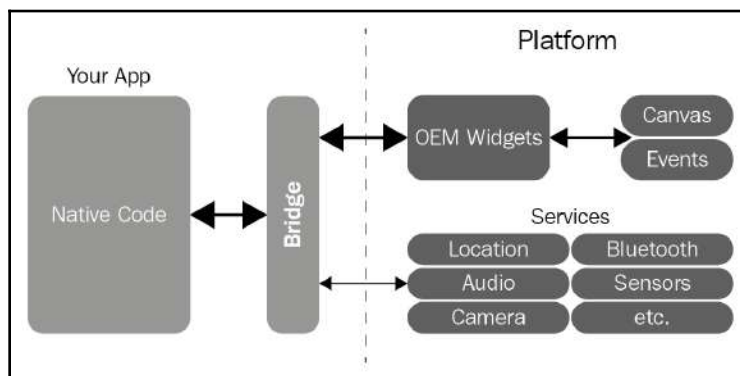 Platform
Your App
Native Code
Bridge
OEM Widgets
Canvas
Events
Services
Location
Bluetooth
Audio
Sensors
Camera
etc.